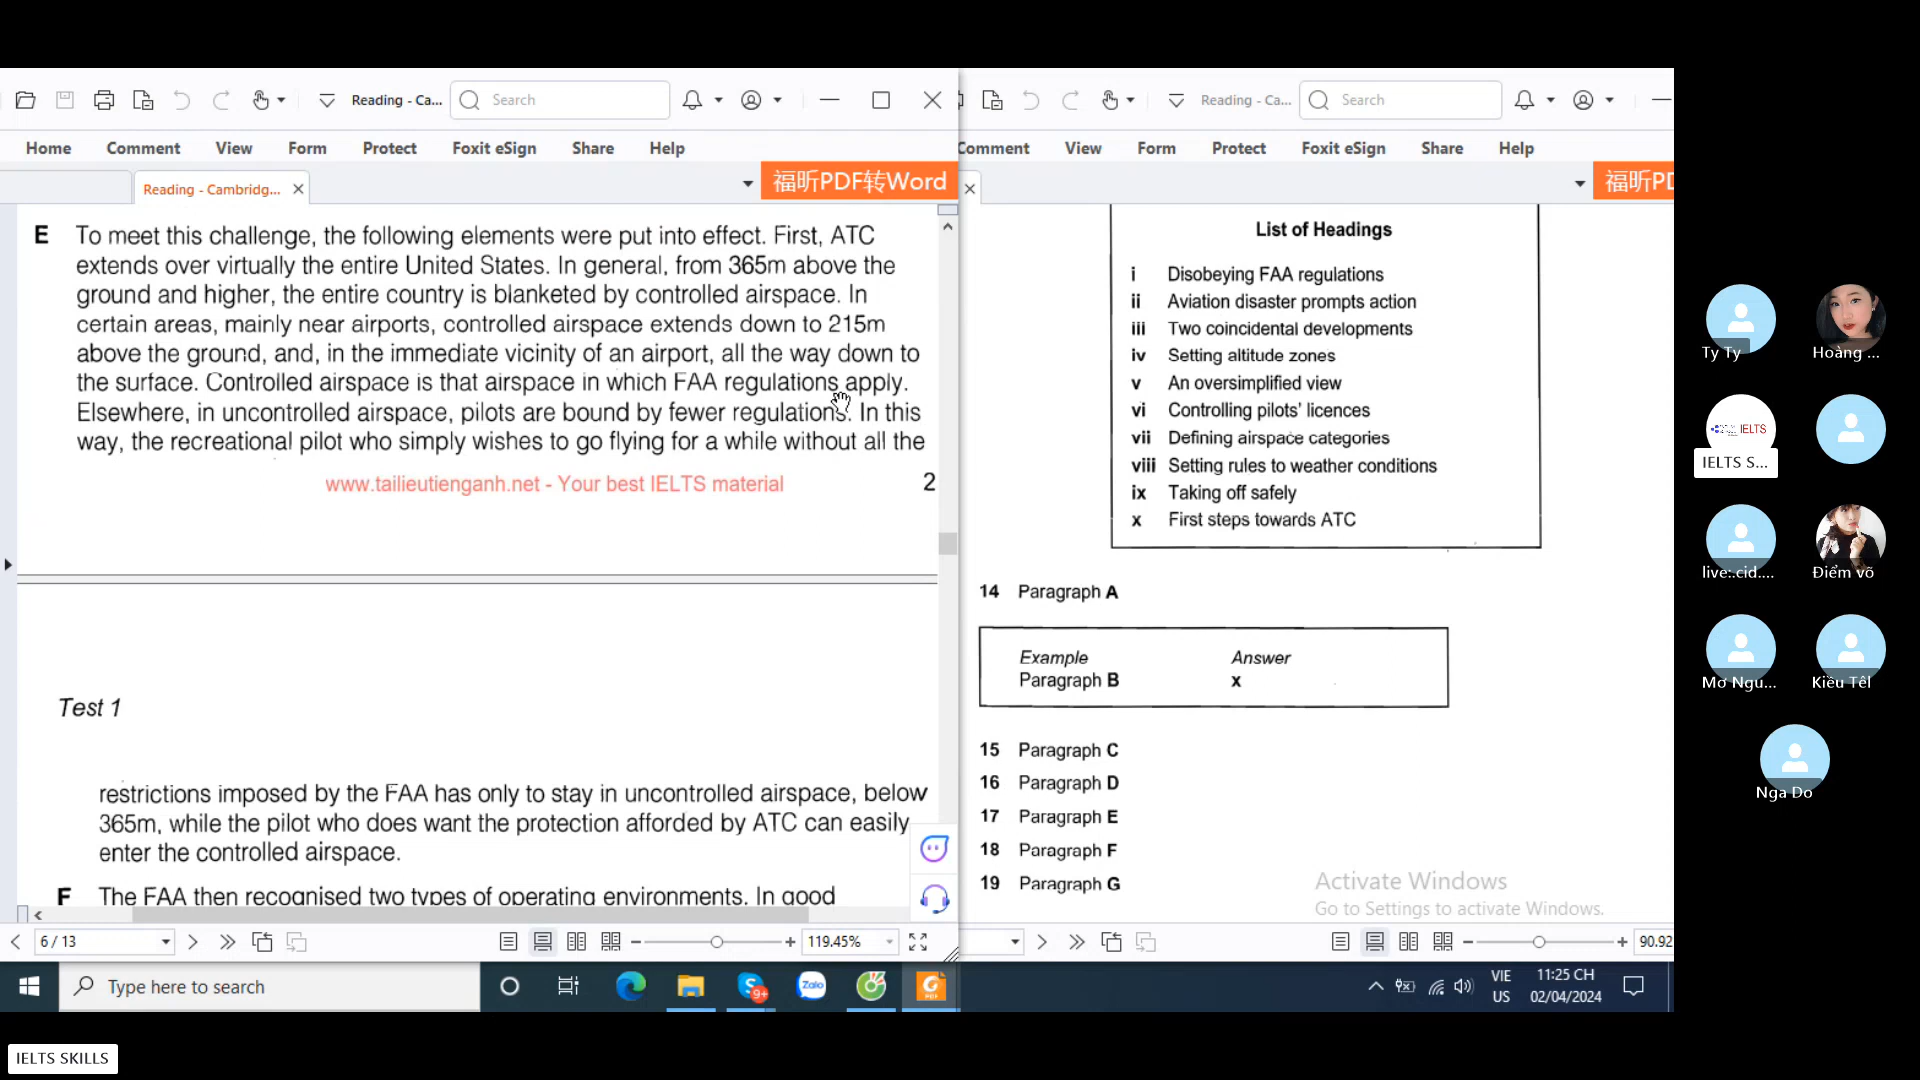 Reading - Ca...
Search
Reading - Ca...
Search
Home Comment View Form Protect Foxit eSign Share Help
Comment View Form Protect Foxit eSign Share Help
Reading - Cambridg...
福昕PDF转Word
福昕PD
E To meet this challenge, the following elements were put into effect. First, ATC
extends over virtually the entire United States. In general, from 365m above the
ground and higher, the entire country is blanketed by controlled airspace. In
certain areas, mainly near airports, controlled airspace extends down to 215m
above the ground, and, in the immediate vicinity of an airport, all the way down to
the surface. Controlled airspace is that airspace in which FAA regulations apply.
Elsewhere, in uncontrolled airspace, pilots are bound by fewer regulations. In this
way, the recreational pilot who simply wishes to go flying for a while without all the
www.tailieutienganh.net - Your best IELTS material
2
Test 1
restrictions imposed by the FAA has only to stay in uncontrolled airspace, below
365m, while the pilot who does want the protection afforded by ATC can easily
enter the controlled airspace.
F The FAA then recognised two types of operating environments. In good
List of Headings
i Disobeying FAA regulations
ii Aviation disaster prompts action
iii Two coincidental developments
iv Setting altitude zones
v An oversimplified view
vi Controlling pilots' licences
vii Defining airspace categories
viii Setting rules to weather conditions
ix Taking off safely
x First steps towards ATC
14 Paragraph A
Example Answer
Paragraph B x
15 Paragraph C
16 Paragraph D
17 Paragraph E
18 Paragraph F
19 Paragraph G
Activate Windows
Go to Settings to activate Windows.
6 / 13
119.45%
90.92
Type here to search
9+
Zalo
PDF
VIE
US
11:25 CH
02/04/2024
Ty Ty
Hoàng ...
IELTS
IELTS S...
live:.cid....
Điểm võ
Mơ Ngu...
Kiều Têl
Nga Do
IELTS SKILLS